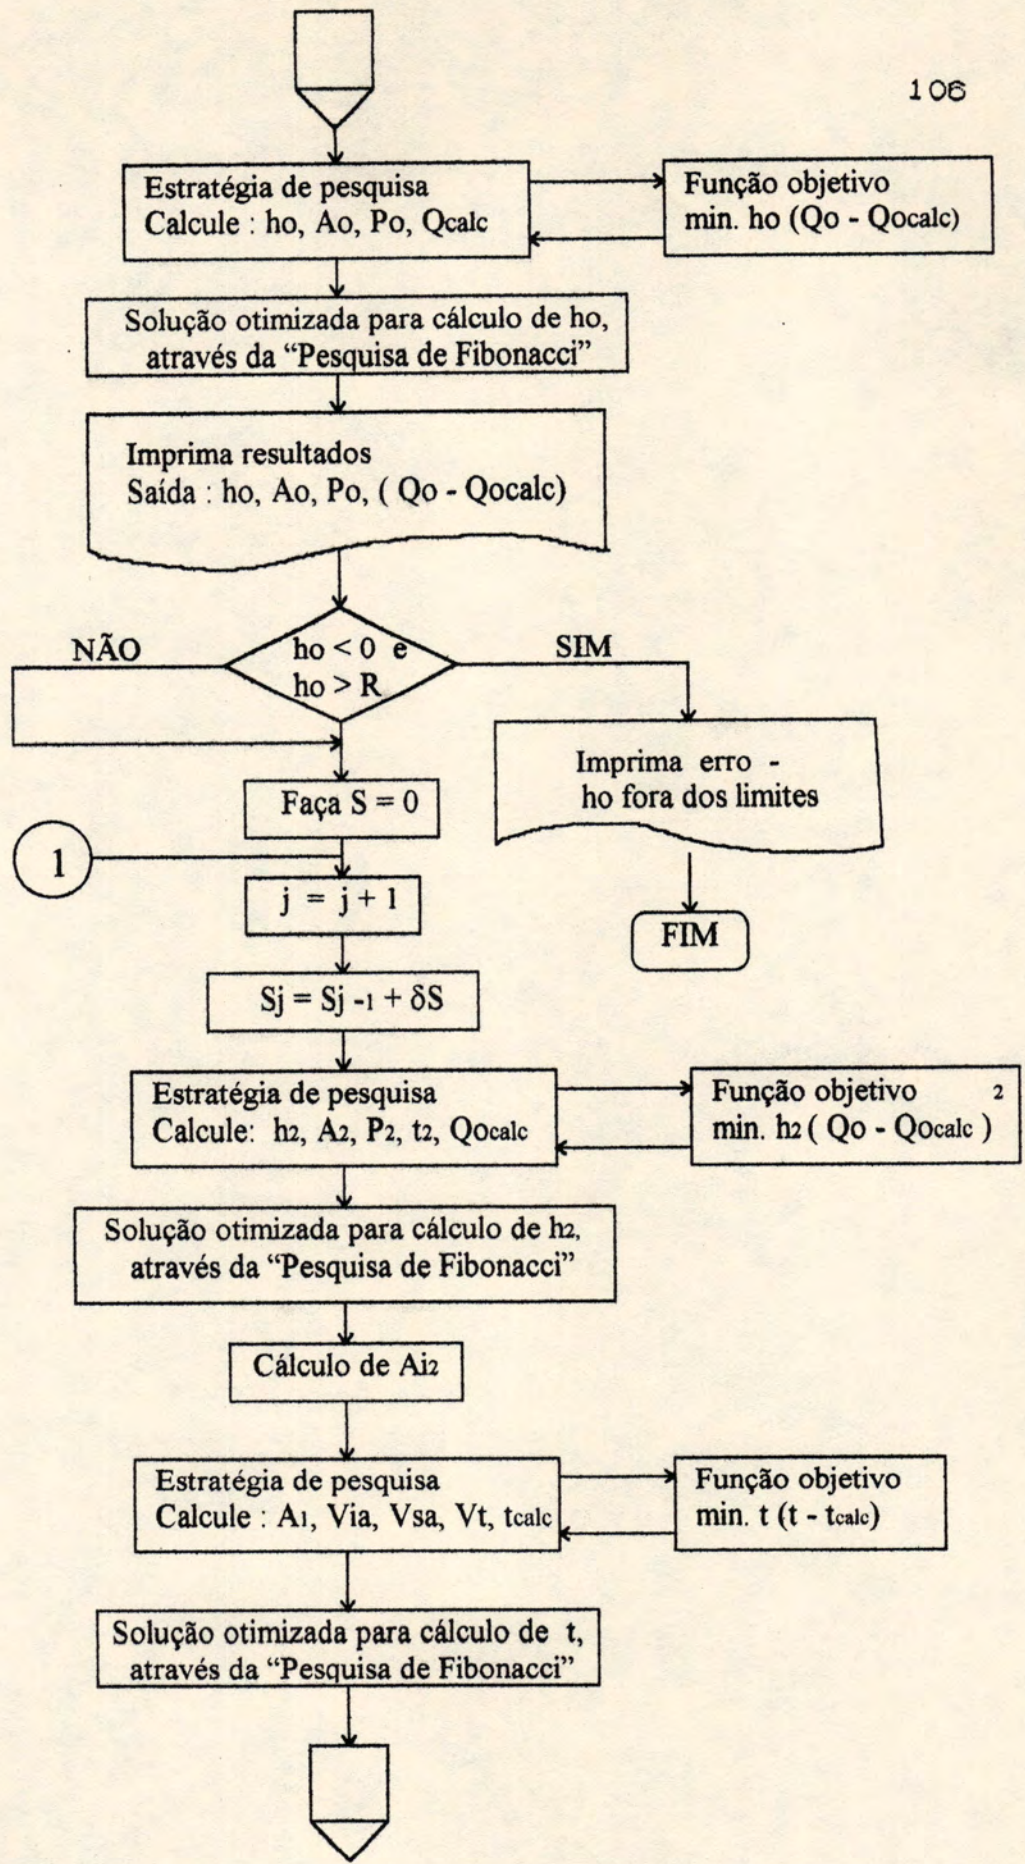 106
Estratégia de pesquisa
Calcule : ho, Ao, Po, Qcalc
Função objetivo
min. ho (Qo - Qocalc)
Solução otimizada para cálculo de ho,
através da “Pesquisa de Fibonacci”
Imprima resultados
Saída : ho, Ao, Po, ( Qo - Qocalc)
NÃO
ho < 0 e
ho > R
SIM
Imprima erro -
ho fora dos limites
Faça S = 0
1
j = j + 1
FIM
Sj = Sj -1 + δS
Estratégia de pesquisa
Calcule: h2, A2, P2, t2, Qocalc
Função objetivo 2
min. h2 ( Qo - Qocalc )
Solução otimizada para cálculo de h2,
através da “Pesquisa de Fibonacci”
Cálculo de Ai2
Estratégia de pesquisa
Calcule : A1, Via, Vsa, Vt, tcalc
Função objetivo
min. t (t - tcalc)
Solução otimizada para cálculo de t,
através da “Pesquisa de Fibonacci”